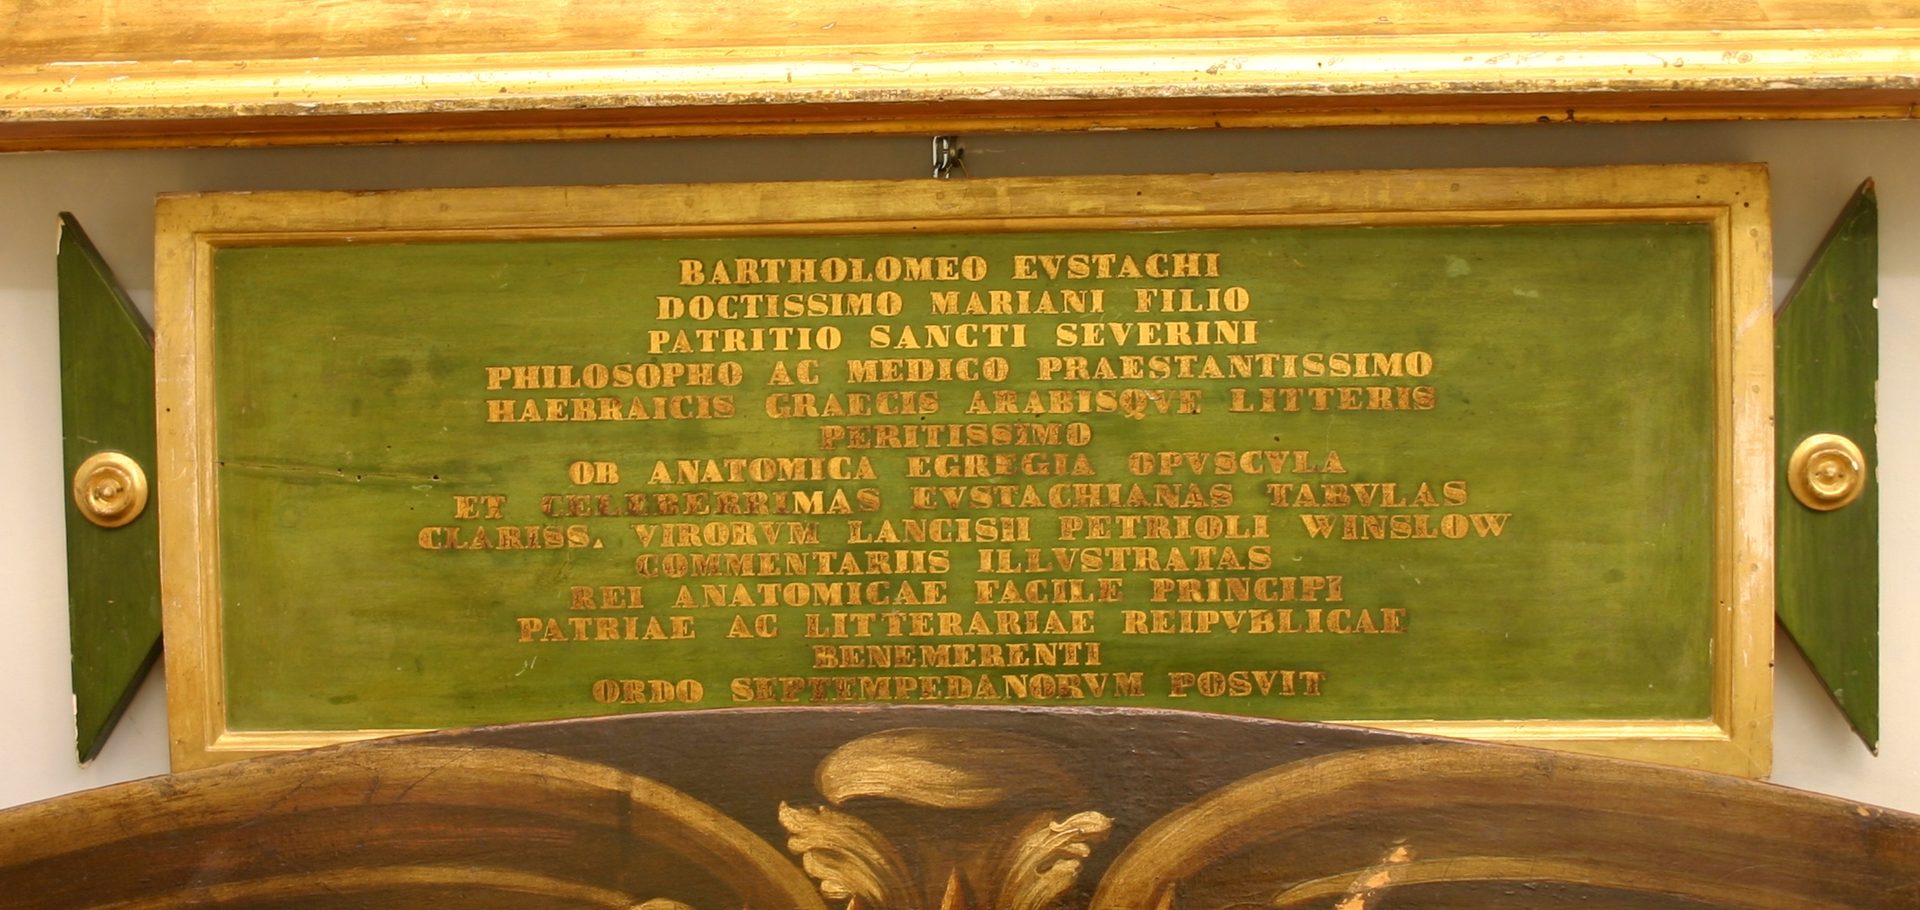 BARTHOLOMEO EVSTACHI
DOCTISSIMO MARIANI FILIO
PATRITIO SANCTI SEVERINI
PHILOSOPHO AC MEDICO PRAESTANTISSIMO
HAEBRAICIS GRAECIS ARABISQVE LITTERIS
PERITISSIMO
OB ANATOMICA EGREGIA OPVSCVLA
ET CELEBERRIMAS EVSTACHIANAS TABVLAS
CLARISS. VIRORVM LANCISII PETRIOLI WINSLOW
COMMENTARIIS ILLVSTRATAS
REI ANATOMICAE FACILE PRINCIPI
PATRIAE AC LITTERARIAE REIPVBLICAE
BENEMERENTI
ORDO SEPTEMPEDANORVM POSVIT